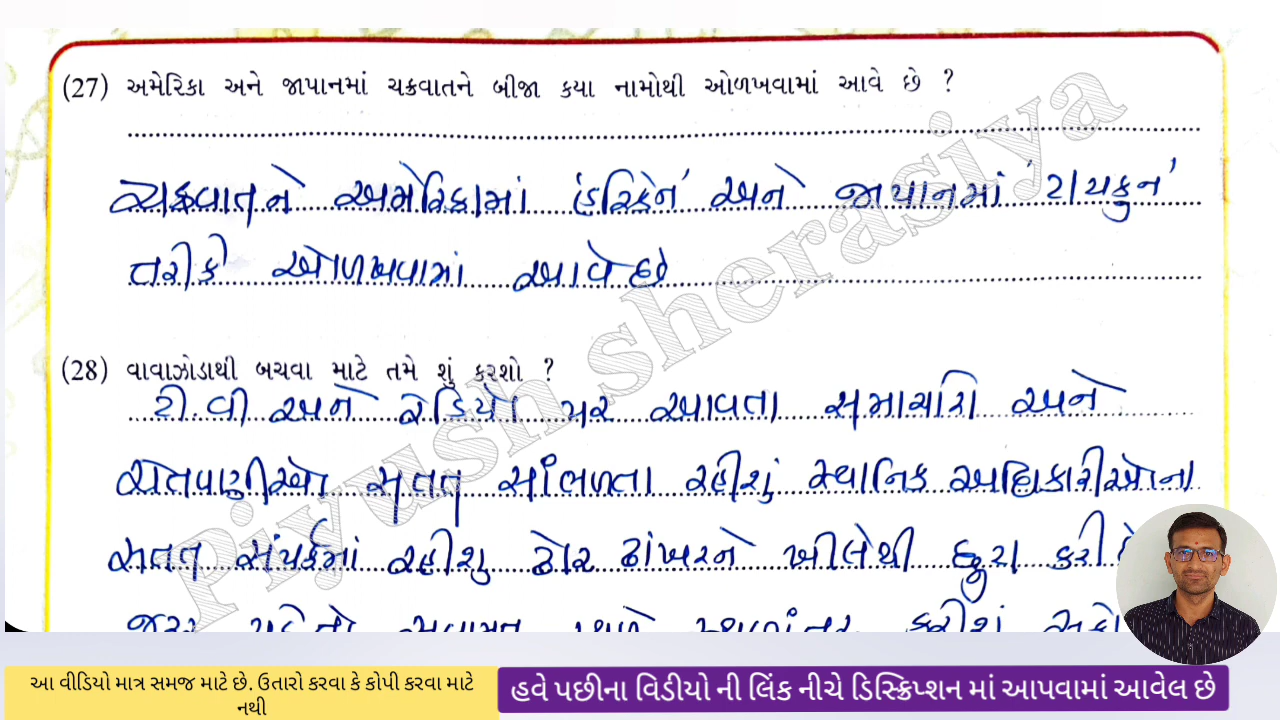 (27) અમેરિકા અને જાપાનમાં ચક્રવાતને બીજા કયા નામોથી ઓળખવામાં આવે છે ?
ચક્રવાતને અમેરિકામાં 'હરિકેન' અને જાપાનમાં 'ટાયફુન'
તરીકે ઓળખવામાં આવે છે
(28) વાવાઝોડાથી બચવા માટે તમે શું કરશો ?
ટી.વી અને રેડિયો પર આવતા સમાચારો અને
ચેતવણીઓ સતત સાંભળતા રહીશું સ્થાનિક અધિકારીઓના
સતત સંપર્કમાં રહીશુ ઢોર ઢાંખરને ખીલેથી છુટા કરી
Piyush sherasiya
આ વીડિયો માત્ર સમજ માટે છે. ઉતારો કરવા કે કોપી કરવા માટે
નથી
હવે પછીના વિડીયો ની લિંક નીચે ડિસ્ક્રિપ્શન માં આપવામાં આવેલ છે